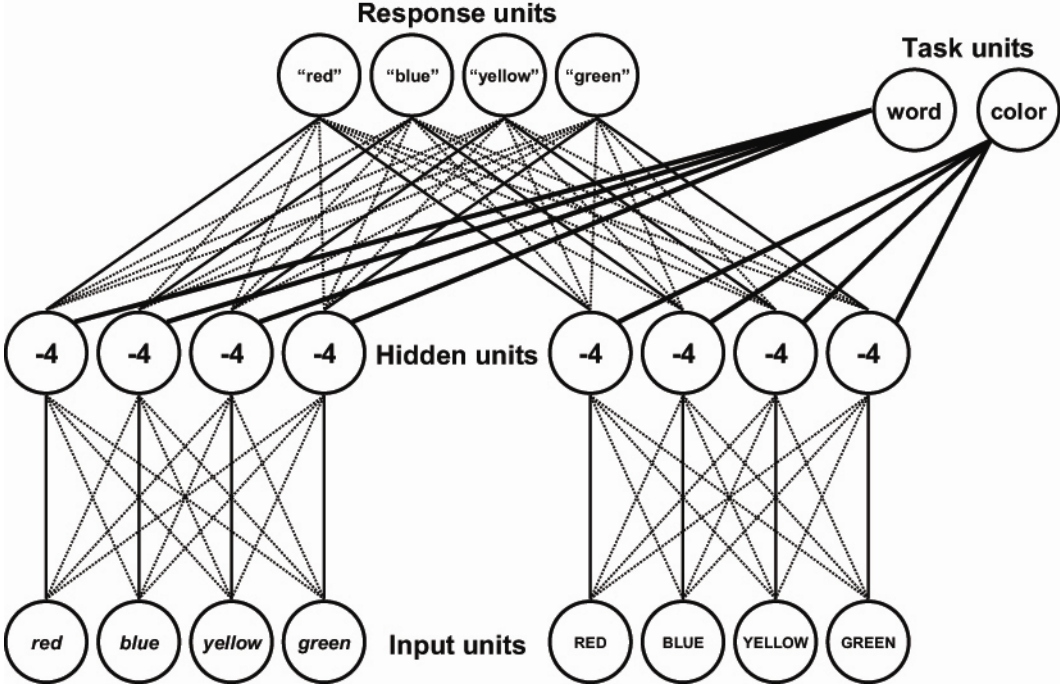 Response units
Task units
“red” “blue” “yellow” “green”
word color
-4 -4 -4 -4 Hidden units -4 -4 -4 -4
red blue yellow green Input units RED BLUE YELLOW GREEN